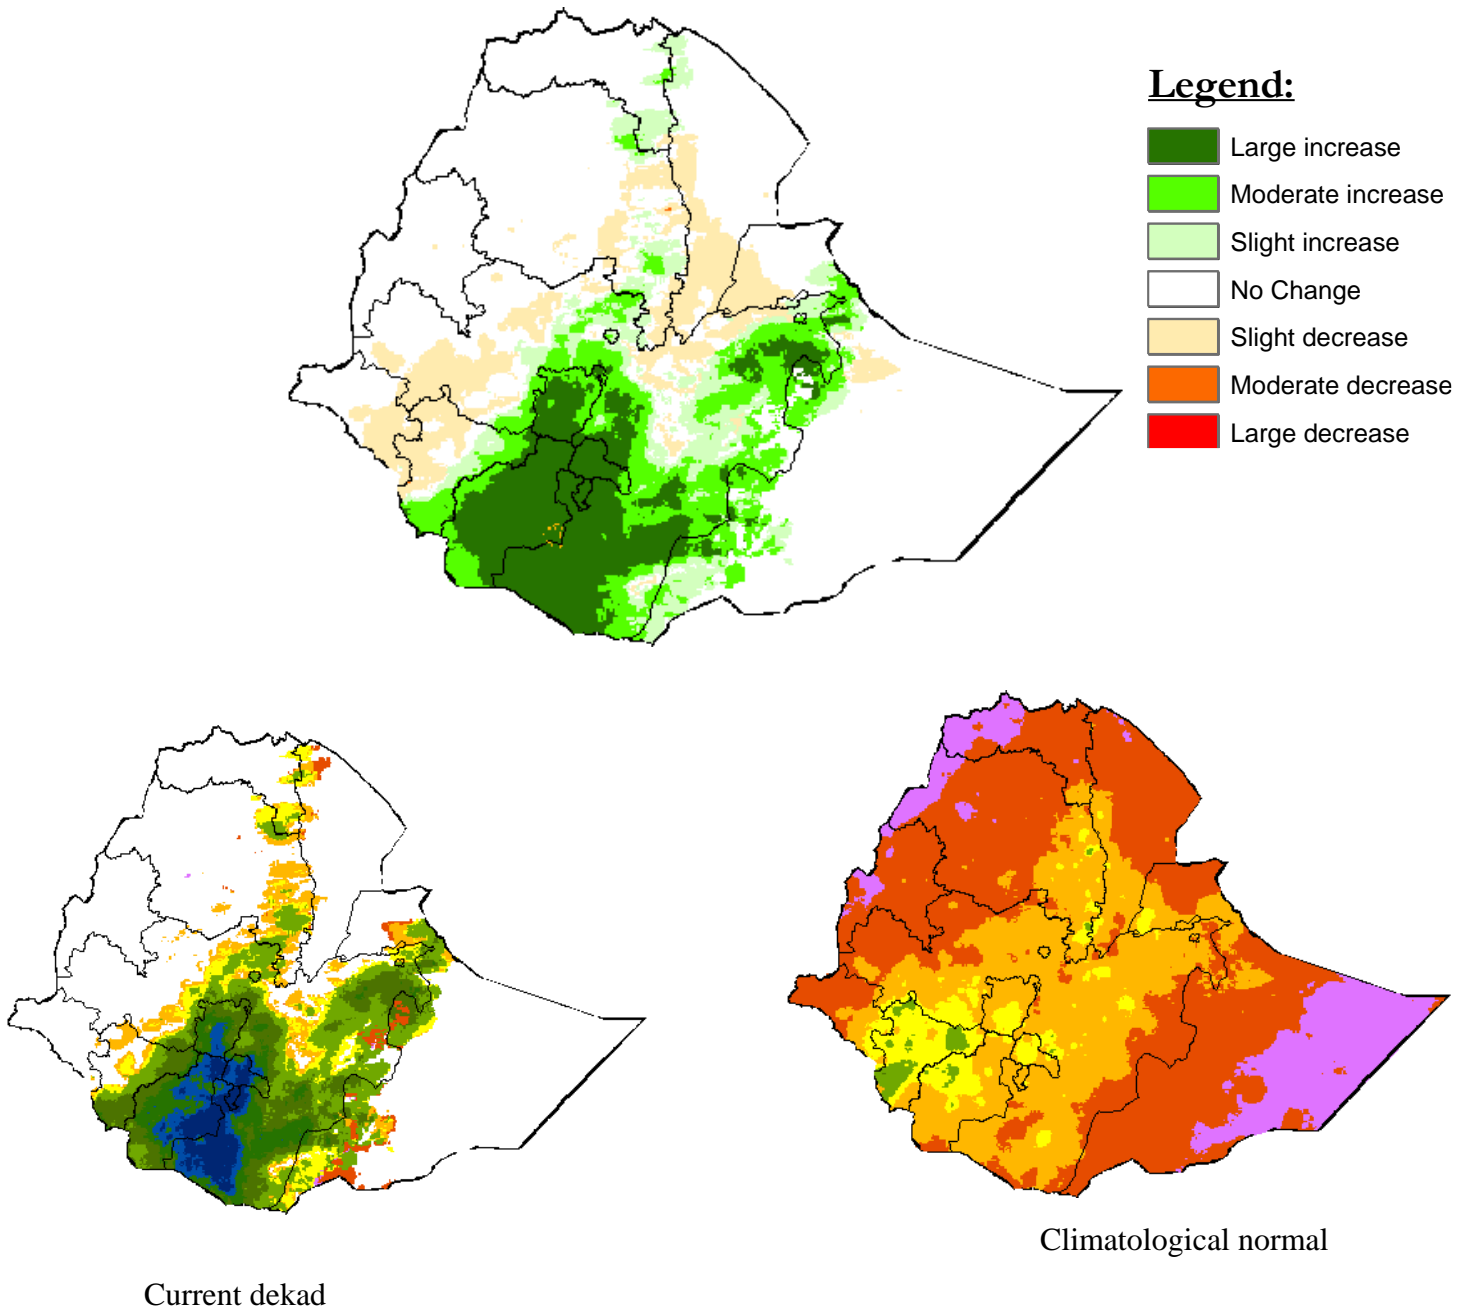 Legend:
Large increase
Moderate increase
Slight increase
No Change
Slight decrease
Moderate decrease
Large decrease
Climatological normal
Current dekad